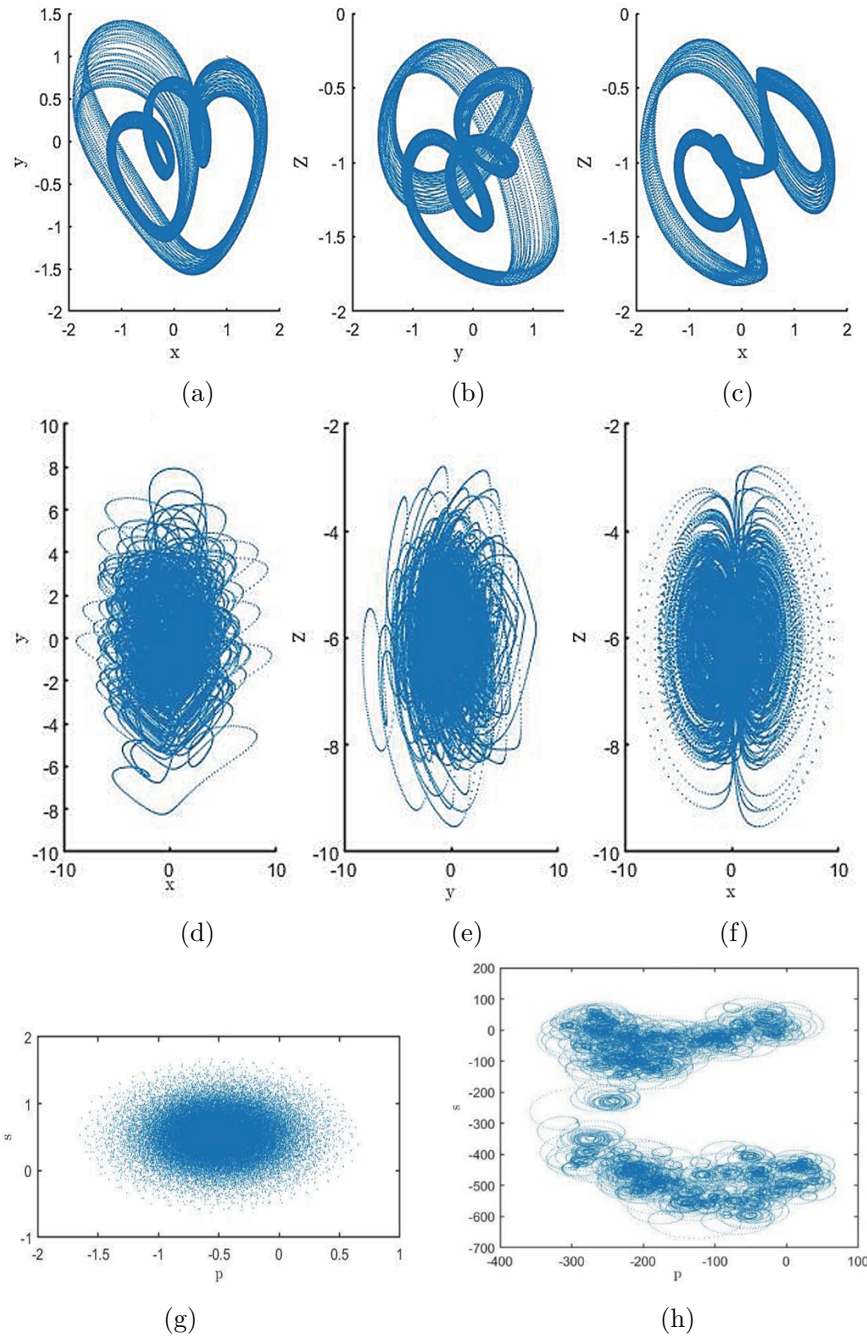 1.5
1
0.5
0
-0.5
-1
-1.5
-2
y
-2 -1 0 1 2
x
(a)
0
-0.5
-1
-1.5
-2
Z
-2 -1 0 1
y
(b)
0
-0.5
-1
-1.5
-2
Z
-2 -1 0 1 2
x
(c)
10
8
6
4
2
0
-2
-4
-6
-8
-10
y
-10 0 10
x
(d)
-2
-4
-6
-8
-10
Z
-10 0 10
y
(e)
-2
-4
-6
-8
-10
Z
-10 0 10
x
(f)
2
1
0
-1
s
-2 -1.5 -1 -0.5 0 0.5 1
p
(g)
200
100
0
-100
-200
-300
-400
-500
-600
-700
s
-400 -300 -200 -100 0 100
p
(h)